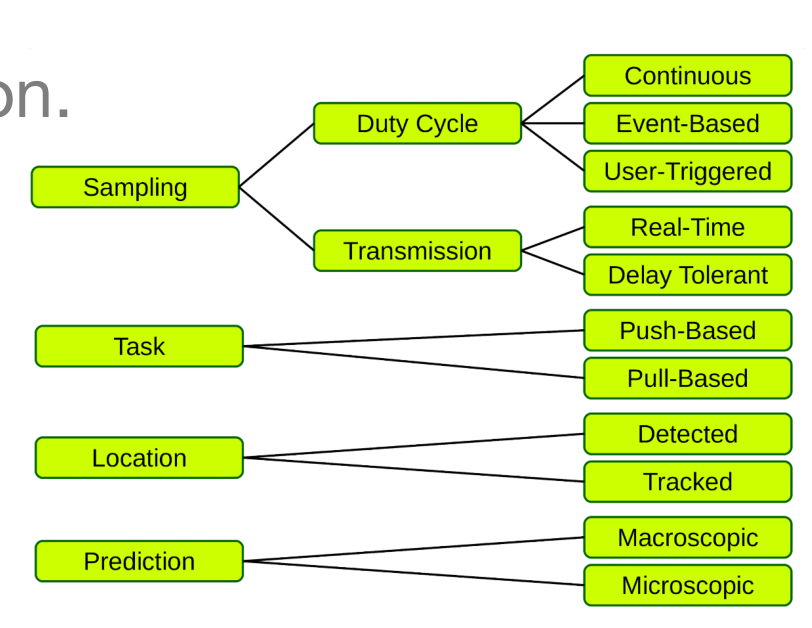 on.
Sampling
Duty Cycle
Continuous
Event-Based
User-Triggered
Transmission
Real-Time
Delay Tolerant
Task
Push-Based
Pull-Based
Location
Detected
Tracked
Prediction
Macroscopic
Microscopic